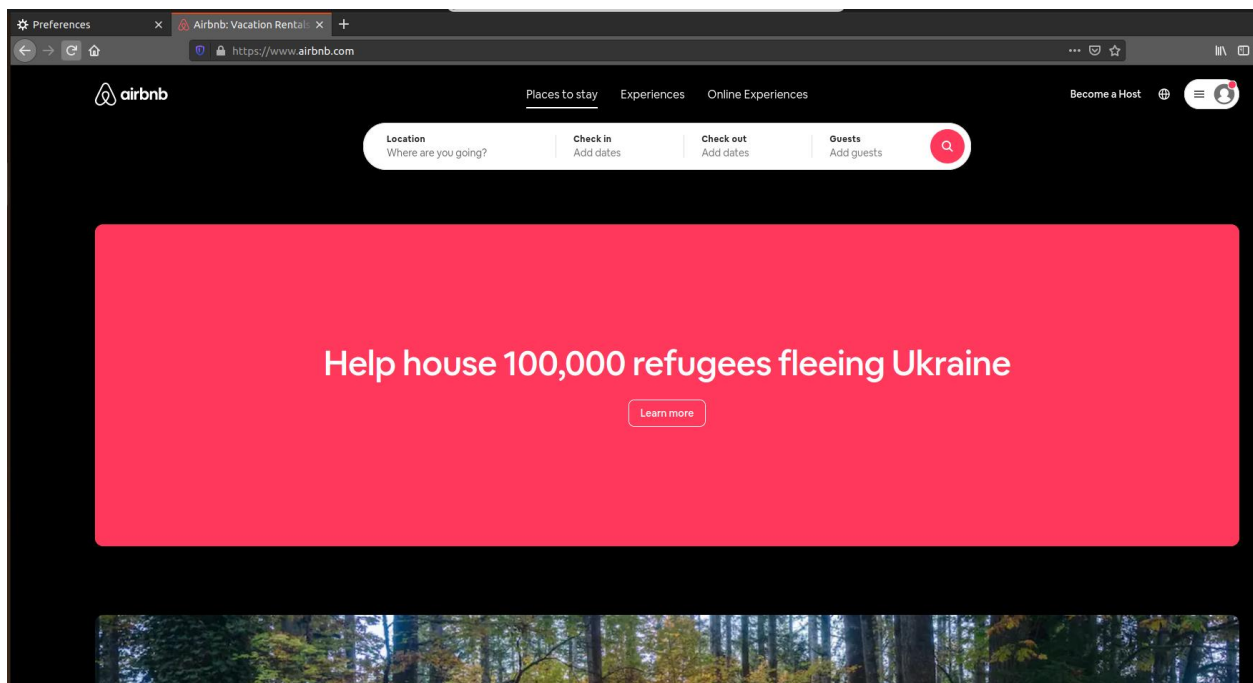 Preferences
Airbnb: Vacation Rentals
https://www.airbnb.com
airbnb
Places to stay Experiences Online Experiences
Become a Host
Location Check in Check out Guests
Where are you going? Add dates Add dates Add guests
Help house 100,000 refugees fleeing Ukraine
Learn more